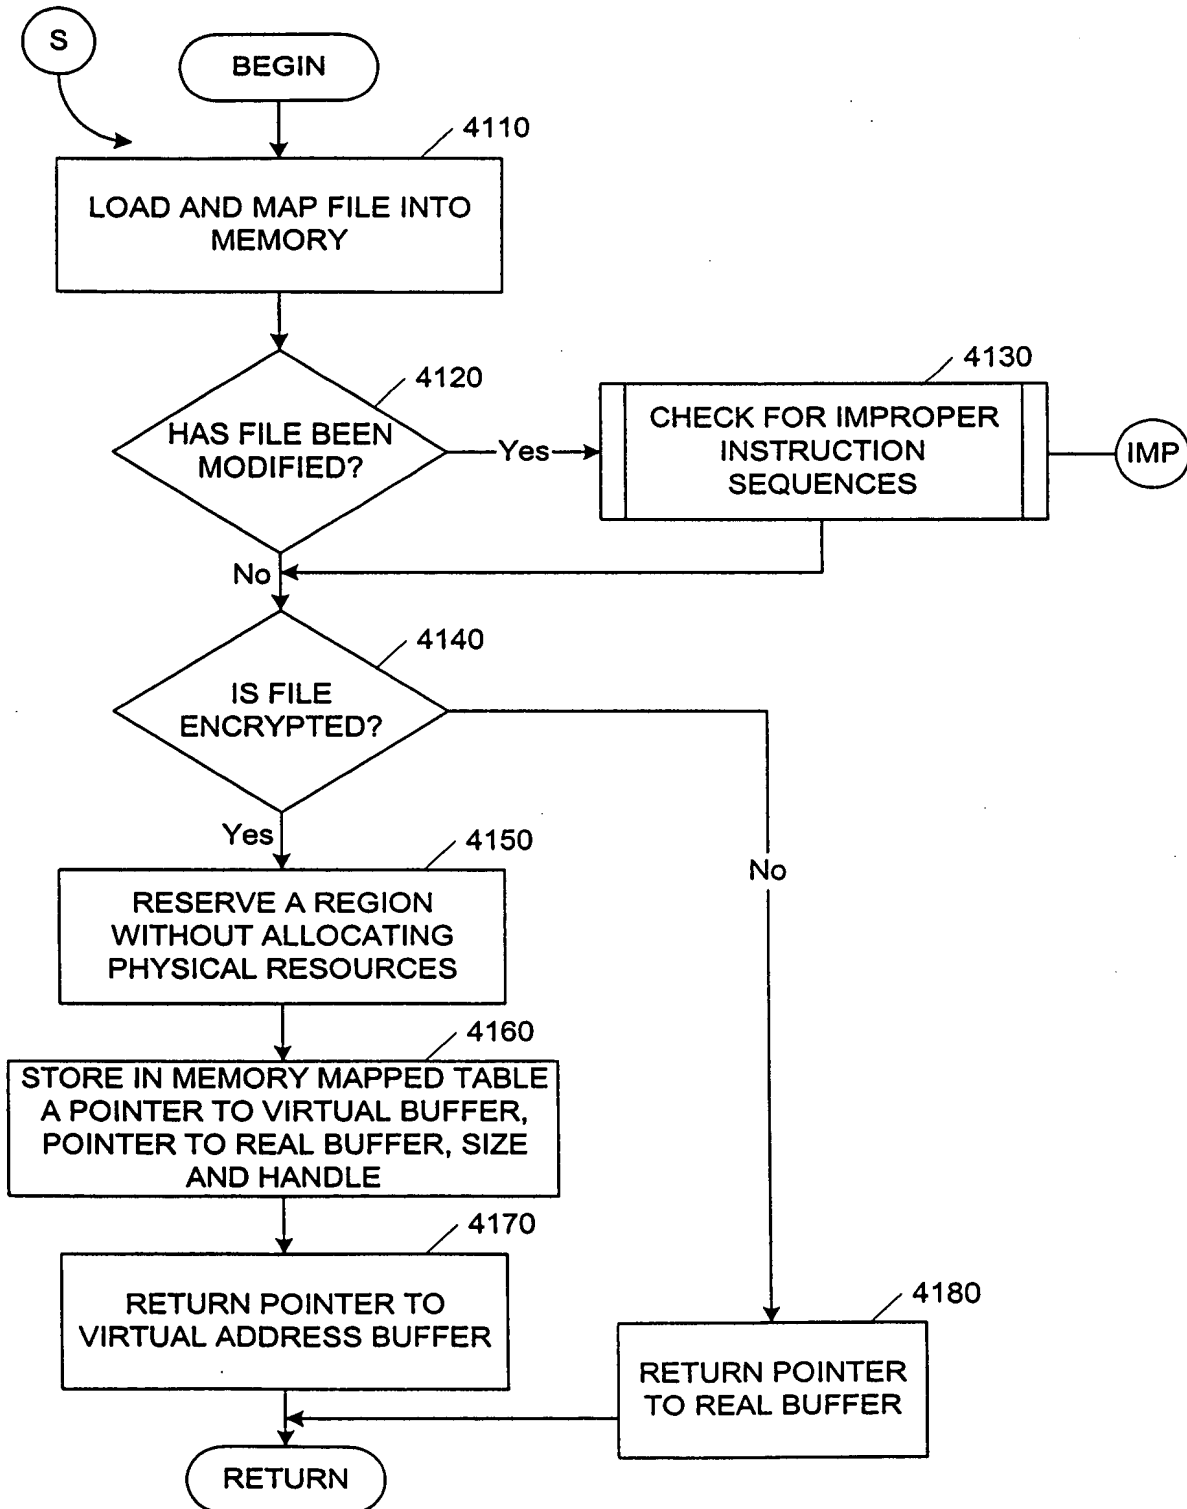 S
BEGIN
4110
LOAD AND MAP FILE INTO
MEMORY
4120
HAS FILE BEEN
MODIFIED?
Yes
4130
CHECK FOR IMPROPER
INSTRUCTION
SEQUENCES
IMP
No
4140
IS FILE
ENCRYPTED?
Yes
No
4150
RESERVE A REGION
WITHOUT ALLOCATING
PHYSICAL RESOURCES
4160
STORE IN MEMORY MAPPED TABLE
A POINTER TO VIRTUAL BUFFER,
POINTER TO REAL BUFFER, SIZE
AND HANDLE
4170
RETURN POINTER TO
VIRTUAL ADDRESS BUFFER
4180
RETURN POINTER
TO REAL BUFFER
RETURN